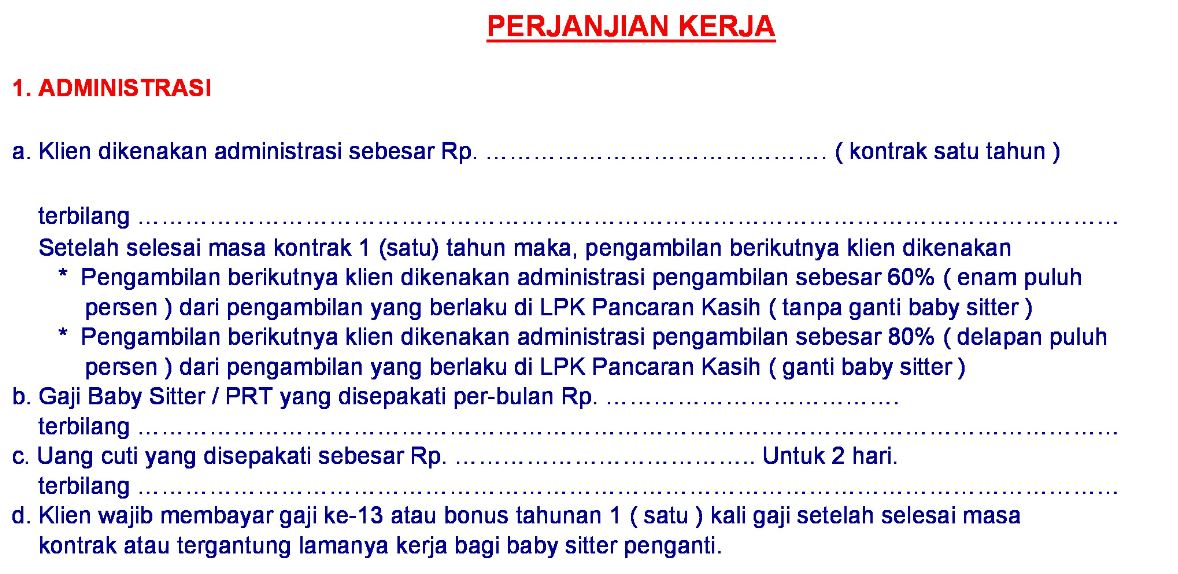 PERJANJIAN KERJA
1. ADMINISTRASI
a. Klien dikenakan administrasi sebesar Rp. ……………………………………. ( kontrak satu tahun )
terbilang ……………………………………………………………………………………………………………
Setelah selesai masa kontrak 1 (satu) tahun maka, pengambilan berikutnya klien dikenakan
* Pengambilan berikutnya klien dikenakan administrasi pengambilan sebesar 60% ( enam puluh
persen ) dari pengambilan yang berlaku di LPK Pancaran Kasih ( tanpa ganti baby sitter )
* Pengambilan berikutnya klien dikenakan administrasi pengambilan sebesar 80% ( delapan puluh
persen ) dari pengambilan yang berlaku di LPK Pancaran Kasih ( ganti baby sitter )
b. Gaji Baby Sitter / PRT yang disepakati per-bulan Rp. ……………………………….
terbilang ……………………………………………………………………………………………………………
c. Uang cuti yang disepakati sebesar Rp. ……………………………….. Untuk 2 hari.
terbilang ……………………………………………………………………………………………………………
d. Klien wajib membayar gaji ke-13 atau bonus tahunan 1 ( satu ) kali gaji setelah selesai masa
kontrak atau tergantung lamanya kerja bagi baby sitter penganti.